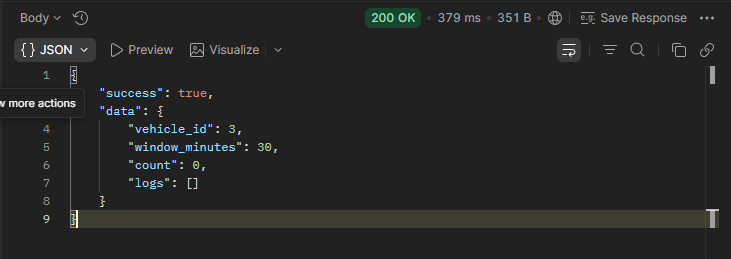 Body 200 OK • 379 ms • 351 B • e.g. Save Response
{ } JSON Preview Visualize
1 {
"success": true,
w more actions "data": {
4 "vehicle_id": 3,
5 "window_minutes": 30,
6 "count": 0,
7 "logs": []
8 }
9 }